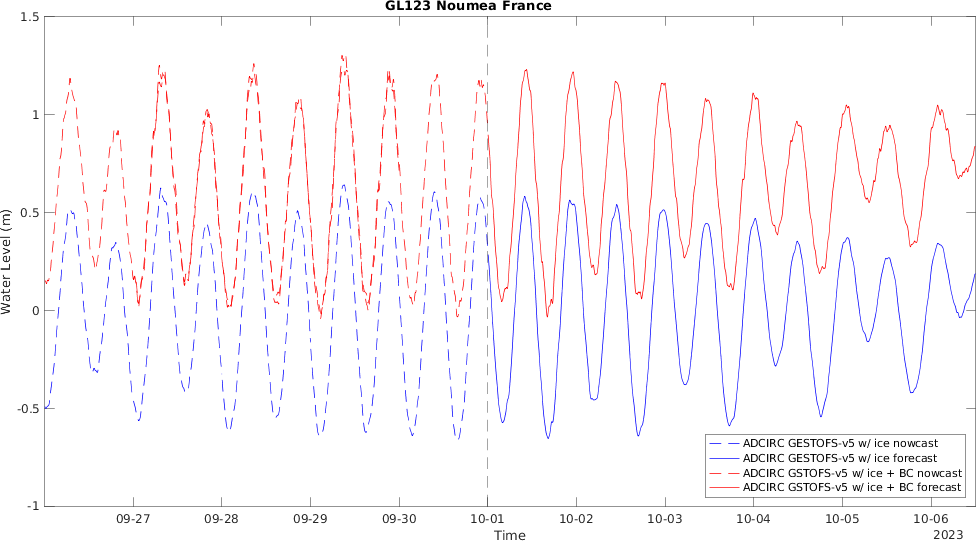 GL123 Noumea France
1.5
1
0.5
0
-0.5
-1
Water Level (m)
ADCIRC GESTOFS-v5 w/ ice nowcast
ADCIRC GESTOFS-v5 w/ ice forecast
ADCIRC GSTOFS-v5 w/ ice + BC nowcast
ADCIRC GSTOFS-v5 w/ ice + BC forecast
09-27 09-28 09-29 09-30 10-01 10-02 10-03 10-04 10-05 10-06
Time
2023